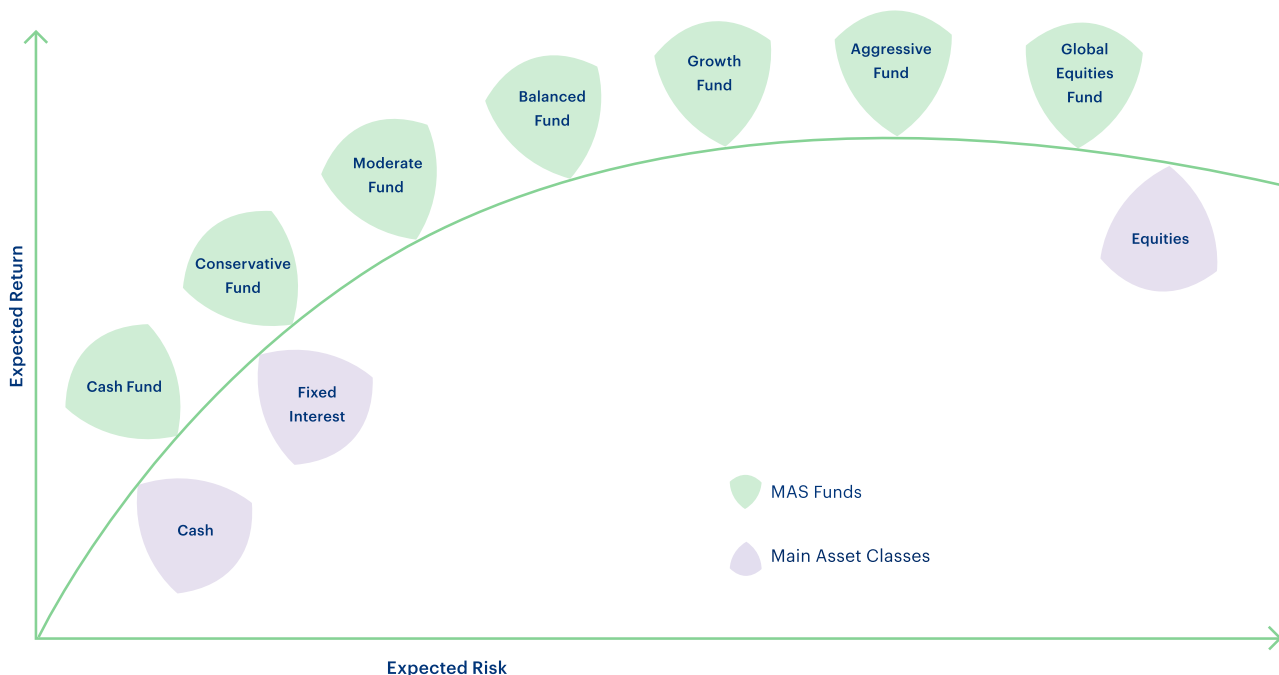 Global
Equities
Fund
Aggressive
Fund
Growth
Fund
Balanced
Fund
Moderate
Fund
Conservative
Fund
Cash Fund
Equities
Fixed
Interest
Cash
Expected Return
MAS Funds
Main Asset Classes
Expected Risk